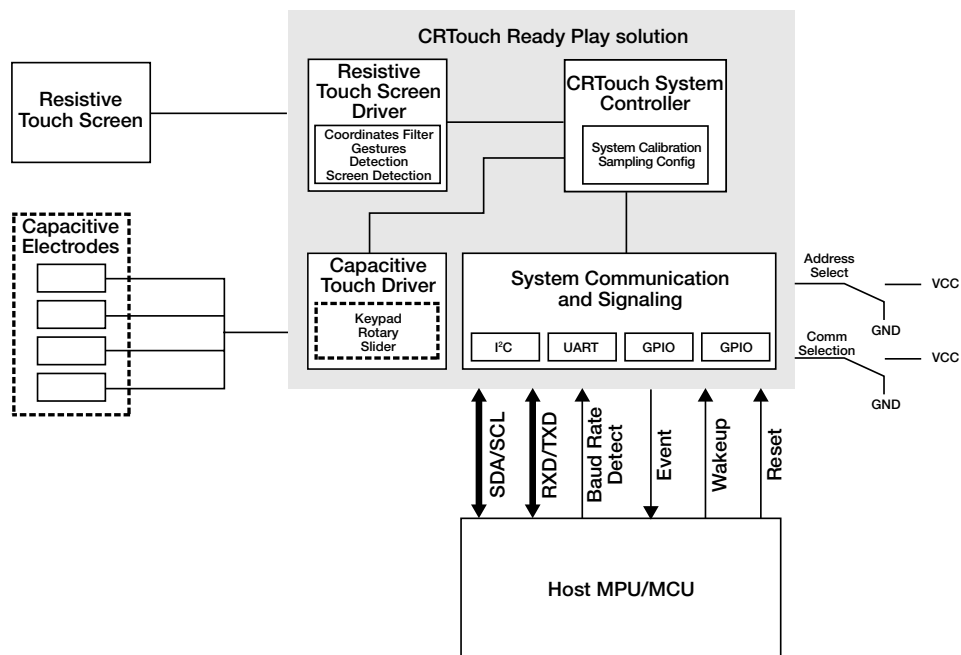 CRTouch Ready Play solution
Resistive
Touch Screen
Resistive
Touch Screen
Driver
Coordinates Filter
Gestures
Detection
Screen Detection
CRTouch System
Controller
System Calibration
Sampling Config
Capacitive
Electrodes
Capacitive
Touch Driver
Keypad
Rotary
Slider
System Communication
and Signaling
I²C
UART
GPIO
GPIO
Address
Select
VCC
GND
Comm
Selection
VCC
GND
SDA/SCL
RXD/TXD
Baud Rate
Detect
Event
Wakeup
Reset
Host MPU/MCU